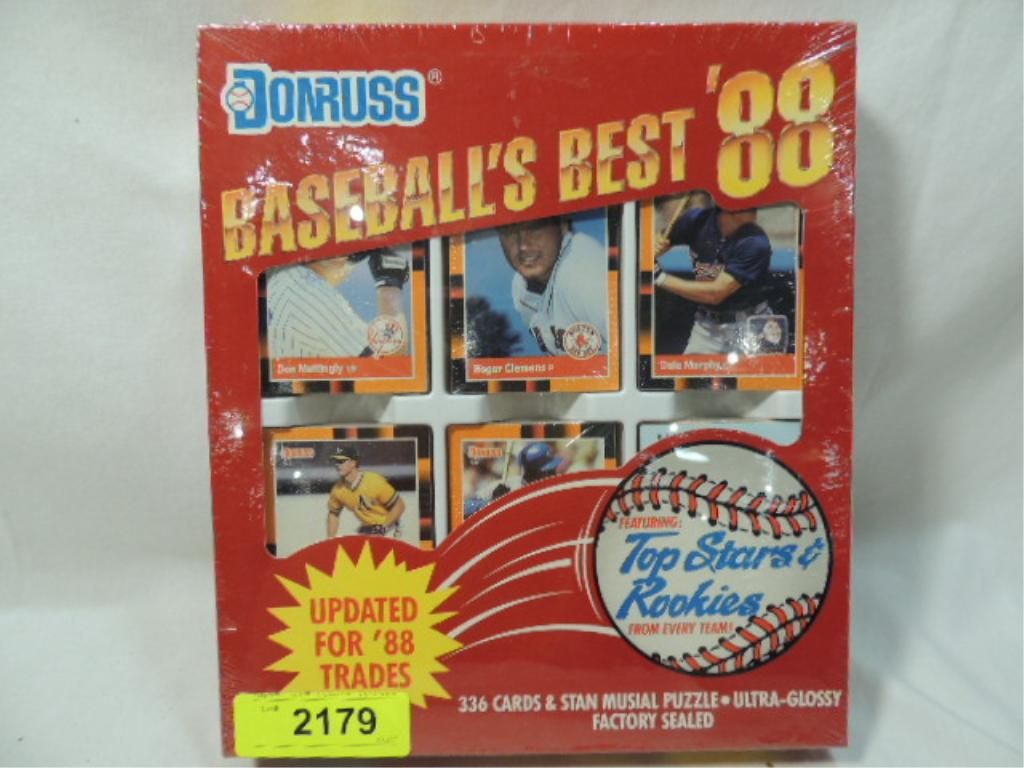 DONRUSS®
BASEBALL'S BEST '88
Don Mattingly 1B
Roger Clemens P
Dale Murphy
FEATURING:
Top Stars &
Rookies
FROM EVERY TEAM!
UPDATED
FOR '88
TRADES
336 CARDS & STAN MUSIAL PUZZLE • ULTRA-GLOSSY
FACTORY SEALED
2179